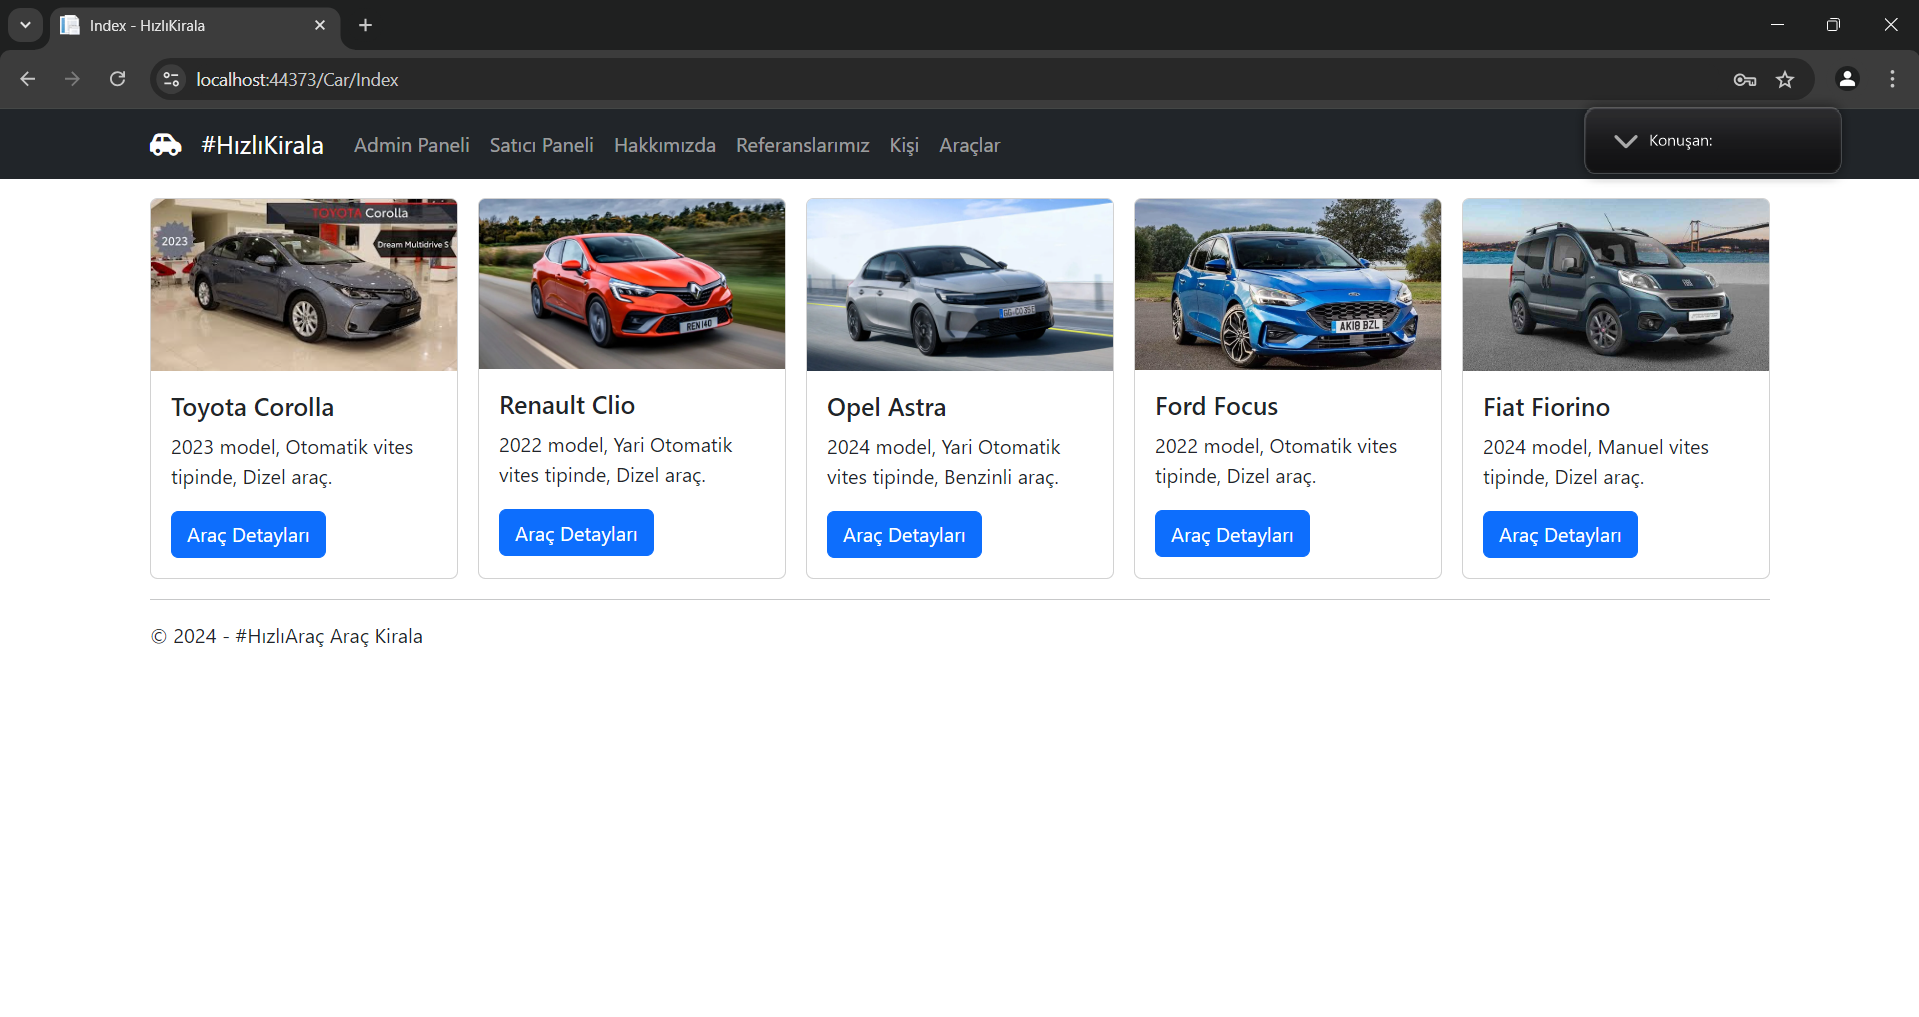 Index - HızlıKirala
localhost:44373/Car/Index
#HızlıKirala Admin Paneli Satıcı Paneli Hakkımızda Referanslarımız Kişi Araçlar
Konuşan:
TOYOTA Corolla
2023
Dream Multidrive S
REN 140
AK18 BZL
Toyota Corolla
2023 model, Otomatik vites
tipinde, Dizel araç.
Araç Detayları
Renault Clio
2022 model, Yari Otomatik
vites tipinde, Dizel araç.
Araç Detayları
Opel Astra
2024 model, Yari Otomatik
vites tipinde, Benzinli araç.
Araç Detayları
Ford Focus
2022 model, Otomatik vites
tipinde, Dizel araç.
Araç Detayları
Fiat Fiorino
2024 model, Manuel vites
tipinde, Dizel araç.
Araç Detayları
© 2024 - #HızlıAraç Araç Kirala